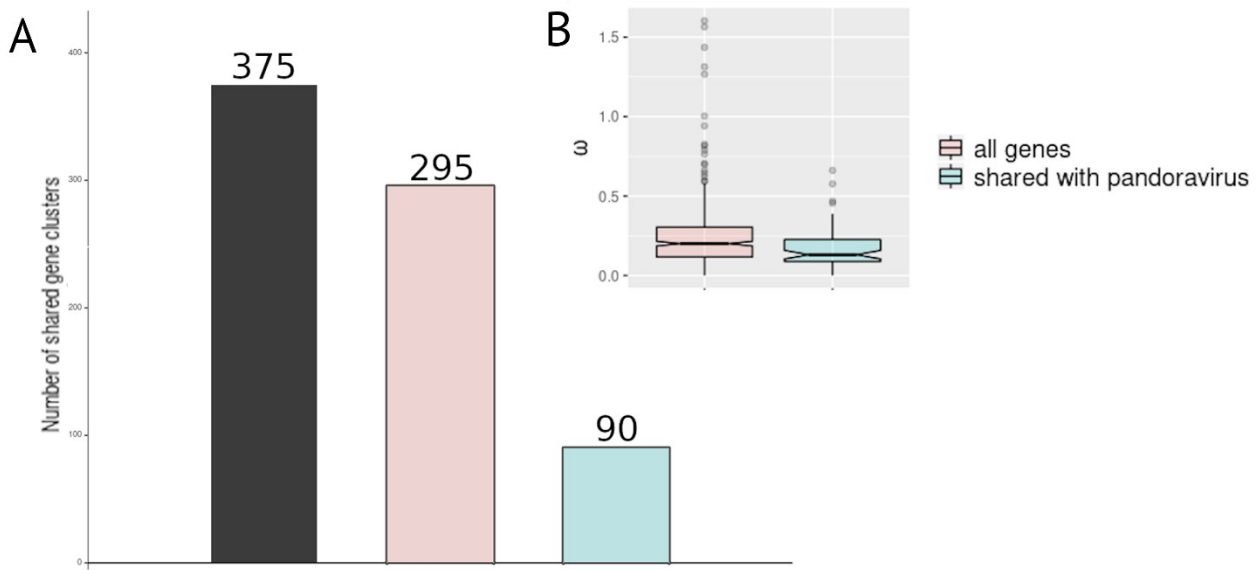 A
Number of shared gene clusters
400
300
200
100
0
375
295
90
B
ω
1.5
1.0
0.5
0.0
all genes
shared with pandoravirus